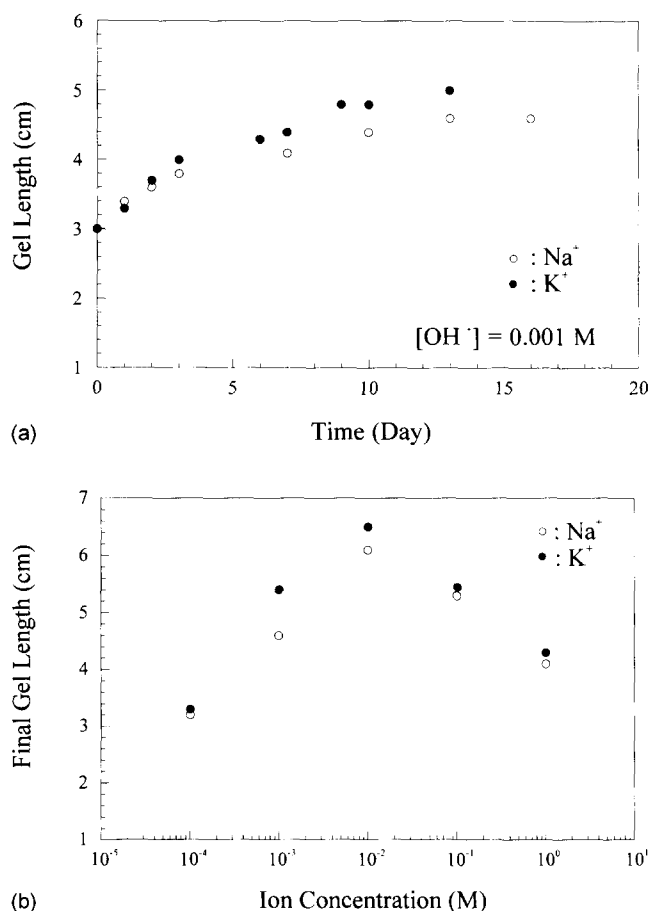 6
5
4
3
2
1
Gel Length (cm)
○ : Na⁺
● : K⁺
[OH⁻] = 0.001 M
0 5 10 15 20
(a) Time (Day)
7
6
5
4
3
2
1
Final Gel Length (cm)
○ : Na⁺
● : K⁺
10⁻⁵ 10⁻⁴ 10⁻³ 10⁻² 10⁻¹ 10⁰ 10¹
(b) Ion Concentration (M)